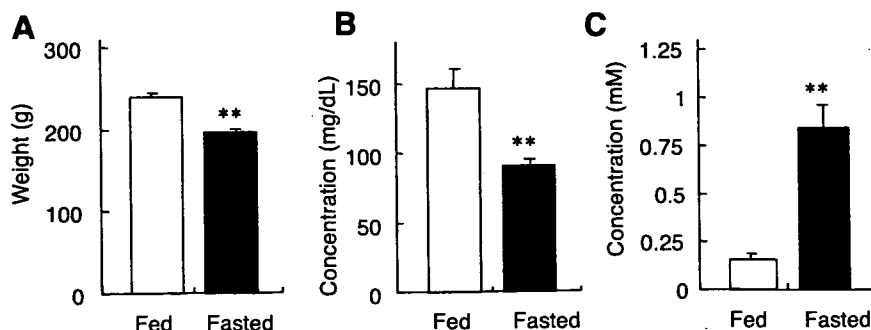 A
Weight (g)
300
200
100
0
**
Fed
Fasted
B
Concentration (mg/dL)
150
100
50
0
**
Fed
Fasted
C
Concentration (mM)
1.25
1
0.75
0.5
0.25
0
**
Fed
Fasted